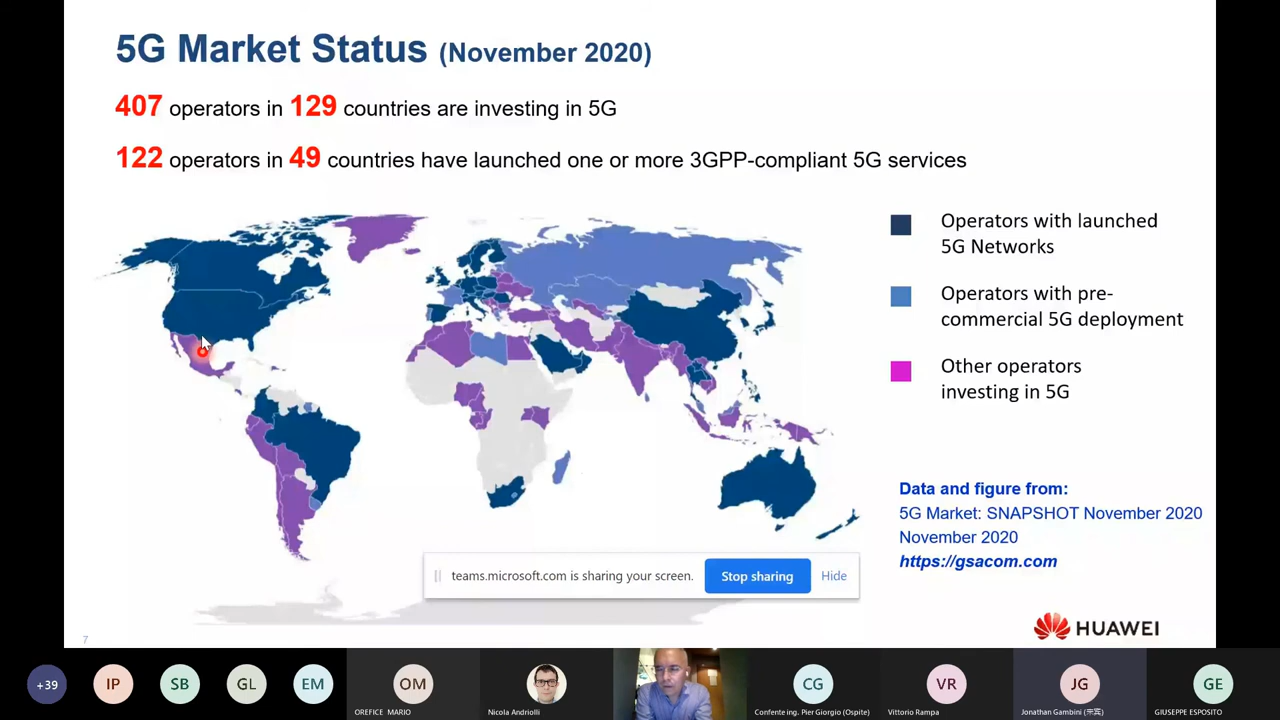 5G Market Status (November 2020)
407 operators in 129 countries are investing in 5G
122 operators in 49 countries have launched one or more 3GPP-compliant 5G services
Operators with launched
5G Networks
Operators with pre-
commercial 5G deployment
Other operators
investing in 5G
Data and figure from:
5G Market: SNAPSHOT November 2020
November 2020
https://gsacom.com
teams.microsoft.com is sharing your screen.
Stop sharing
Hide
7
HUAWEI
+39
IP
SB
GL
EM
OM
CG
VR
JG
GE
OREFICE MARIO
Nicola Andriolli
Confente ing. Pier Giorgio (Ospite)
Vittorio Rampa
Jonathan Gambini (宋宾)
GIUSEPPE ESPOSITO